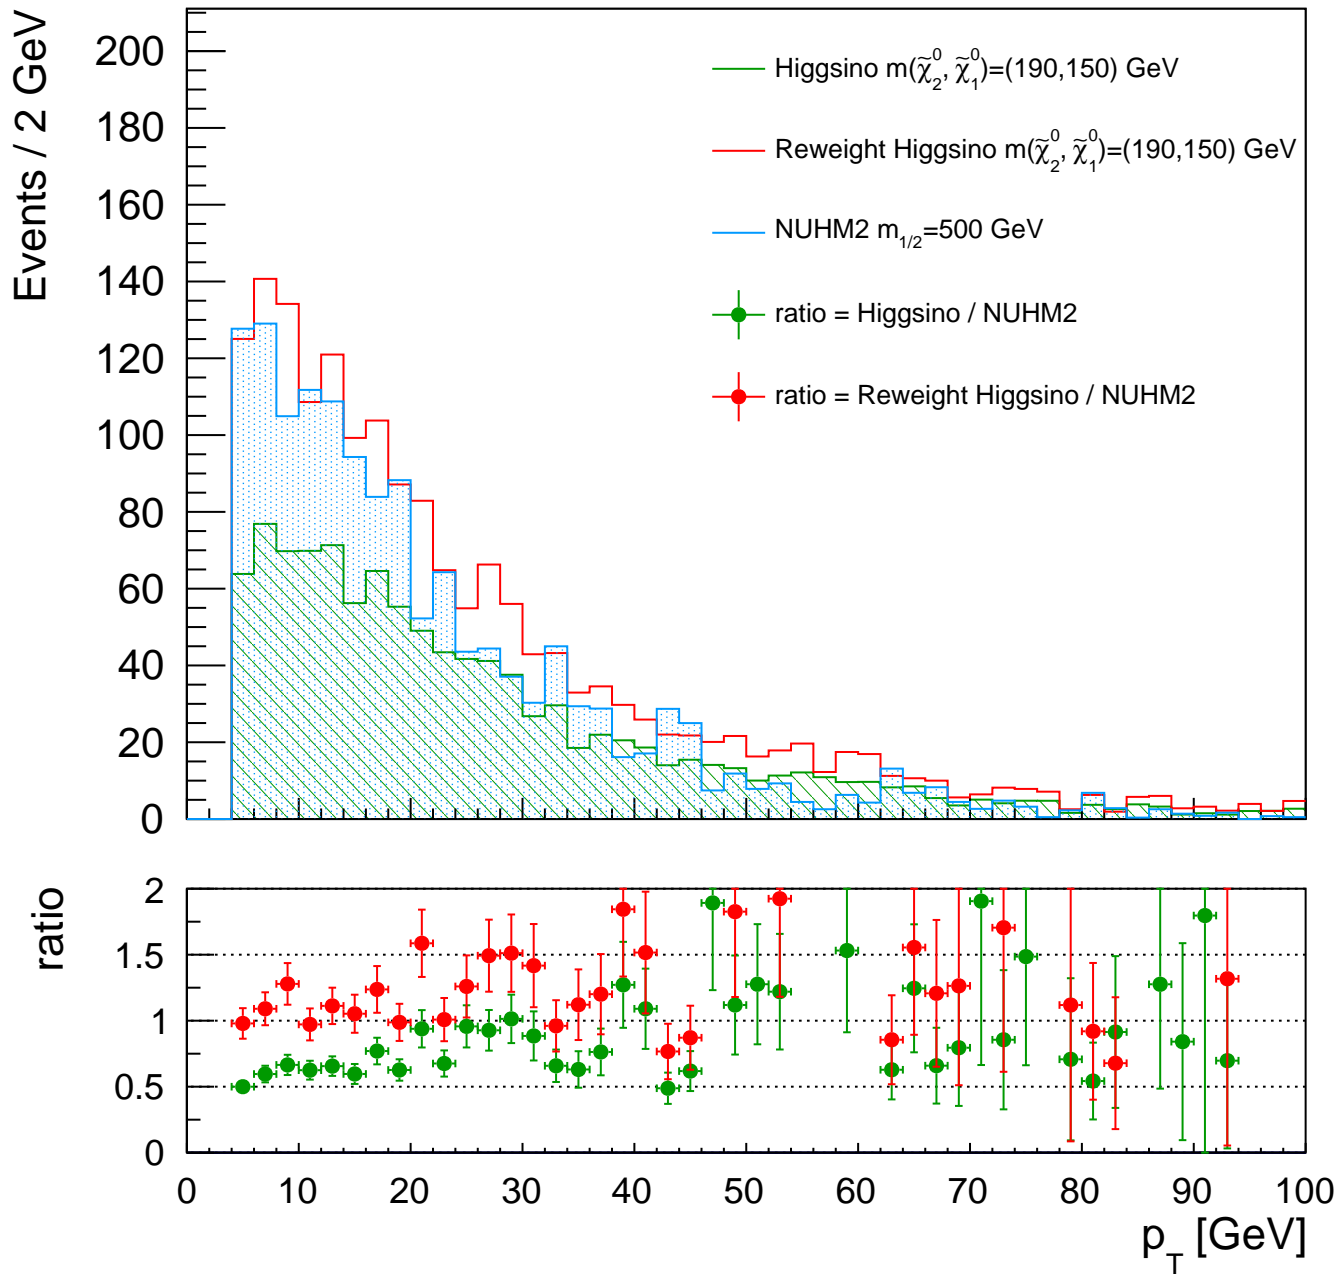 Events / 2 GeV
200
180
160
140
120
100
80
60
40
20
0
Higgsino m(χ̃⁰₂, χ̃⁰₁)=(190,150) GeV
Reweight Higgsino m(χ̃⁰₂, χ̃⁰₁)=(190,150) GeV
NUHM2 m₁/₂=500 GeV
ratio = Higgsino / NUHM2
ratio = Reweight Higgsino / NUHM2
ratio
2
1.5
1
0.5
0
0 10 20 30 40 50 60 70 80 90 100
p_T [GeV]